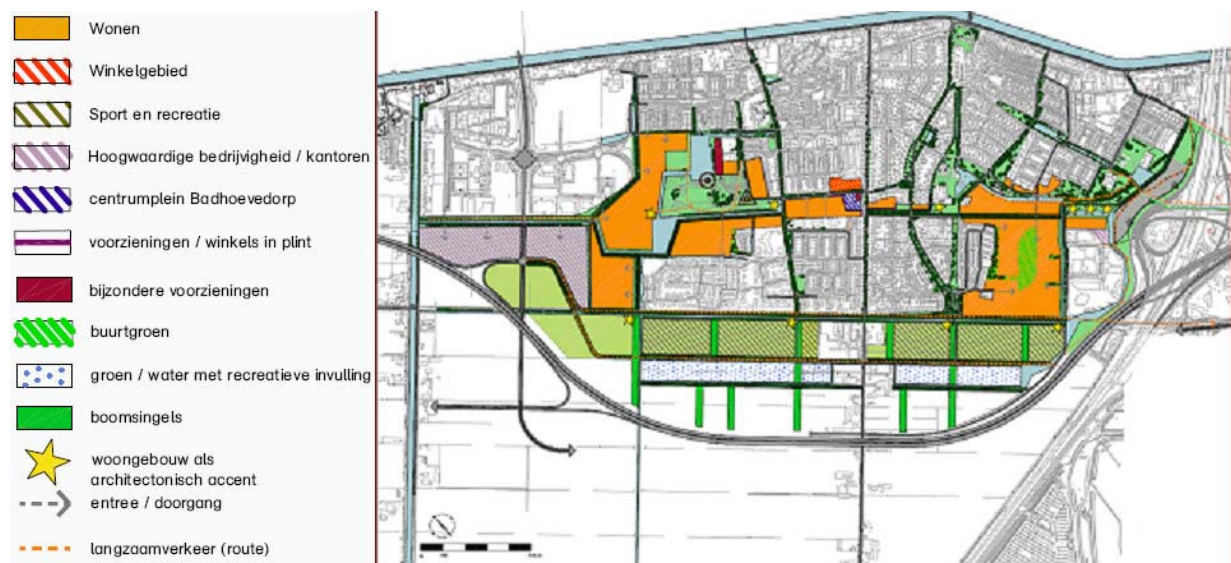 Wonen
Winkelgebied
Sport en recreatie
Hoogwaardige bedrijvigheid / kantoren
centrumplein Badhoevedorp
voorzieningen / winkels in plint
bijzondere voorzieningen
buurtgroen
groen / water met recreatieve invulling
boomsingels
woongebouw als
architectonisch accent
entree / doorgang
langzaamverkeer (route)